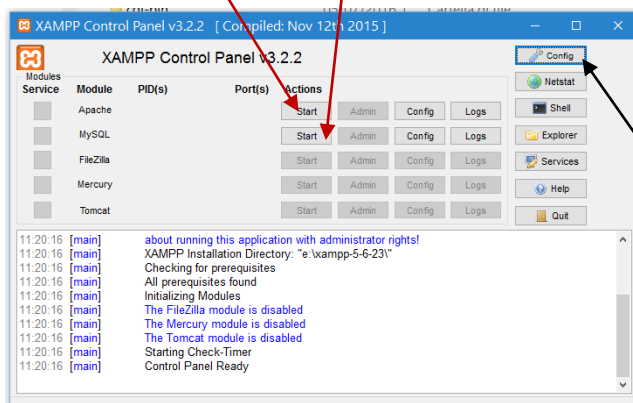 XAMPP Control Panel v3.2.2 [ Compiled: Nov 12th 2015 ]
XAMPP Control Panel v3.2.2
Config
Modules
Service Module PID(s) Port(s) Actions
Netstat
Apache Start Admin Config Logs
Shell
MySQL Start Admin Config Logs
Explorer
FileZilla Start Admin Config Logs
Services
Mercury Start Admin Config Logs
Help
Tomcat Start Admin Config Logs
Quit
11:20:16 [main] about running this application with administrator rights!
11:20:16 [main] XAMPP Installation Directory: "e:\xampp-5-6-23\"
11:20:16 [main] Checking for prerequisites
11:20:16 [main] All prerequisites found
11:20:16 [main] Initializing Modules
11:20:16 [main] The FileZilla module is disabled
11:20:16 [main] The Mercury module is disabled
11:20:16 [main] The Tomcat module is disabled
11:20:16 [main] Starting Check-Timer
11:20:16 [main] Control Panel Ready